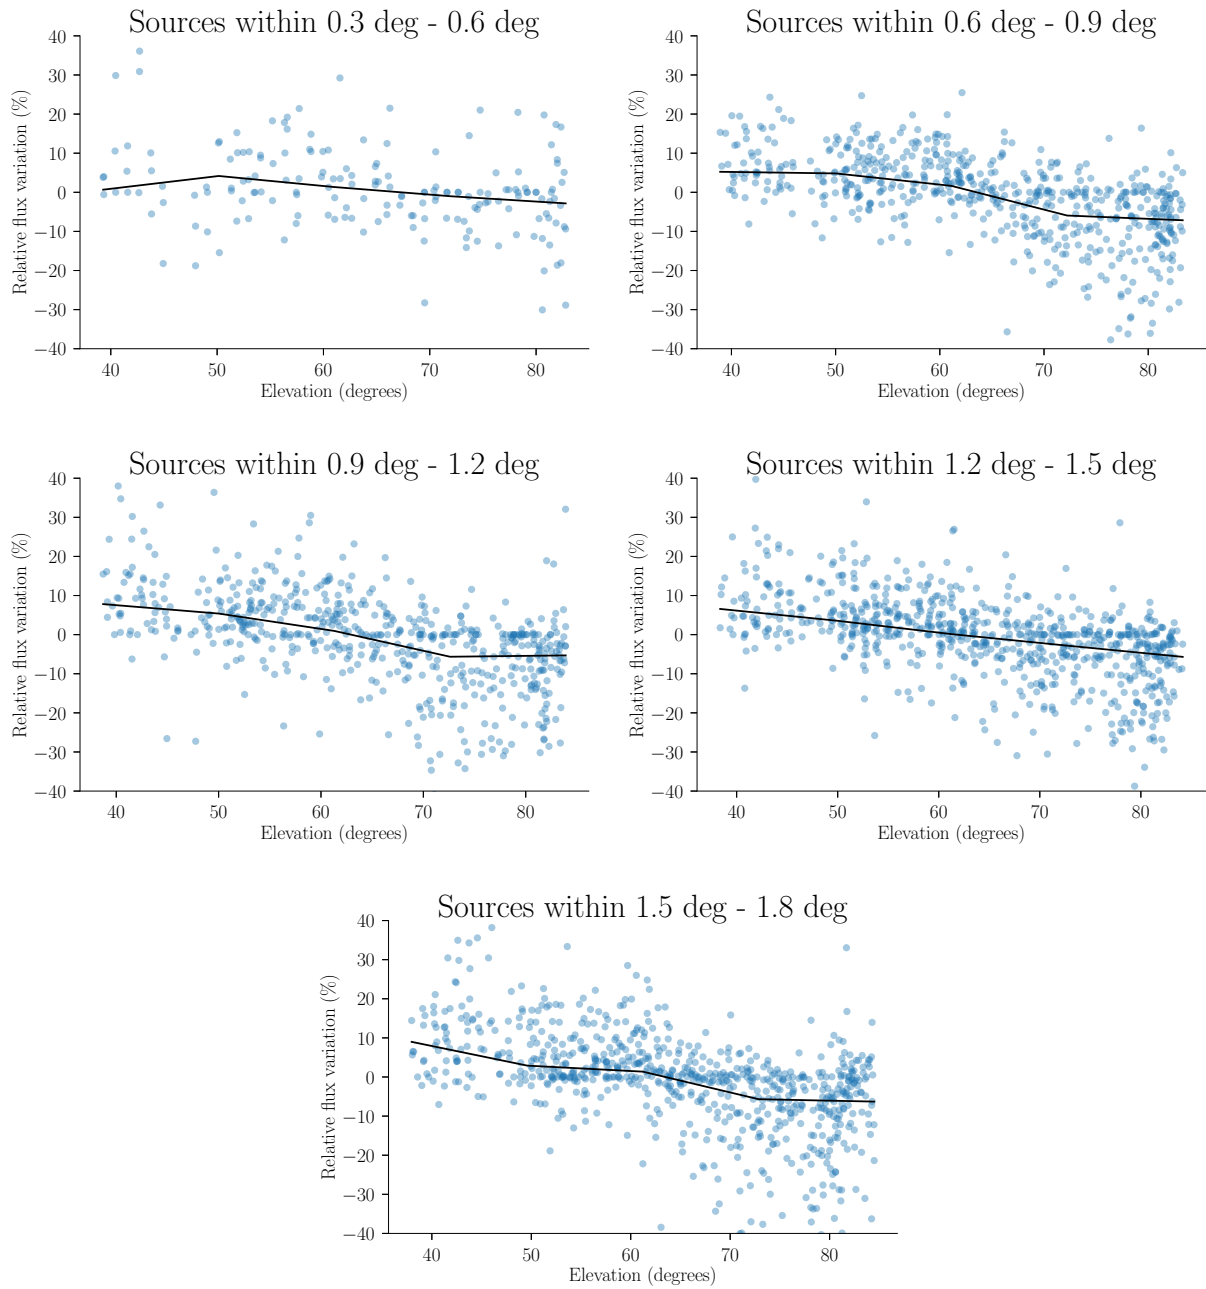 Sources within 0.3 deg - 0.6 deg
40
30
20
10
0
−10
−20
−30
−40
Relative flux variation (%)
40 50 60 70 80
Elevation (degrees)
Sources within 0.6 deg - 0.9 deg
40
30
20
10
0
−10
−20
−30
−40
Relative flux variation (%)
40 50 60 70 80
Elevation (degrees)
Sources within 0.9 deg - 1.2 deg
40
30
20
10
0
−10
−20
−30
−40
Relative flux variation (%)
40 50 60 70 80
Elevation (degrees)
Sources within 1.2 deg - 1.5 deg
40
30
20
10
0
−10
−20
−30
−40
Relative flux variation (%)
40 50 60 70 80
Elevation (degrees)
Sources within 1.5 deg - 1.8 deg
40
30
20
10
0
−10
−20
−30
−40
Relative flux variation (%)
40 50 60 70 80
Elevation (degrees)